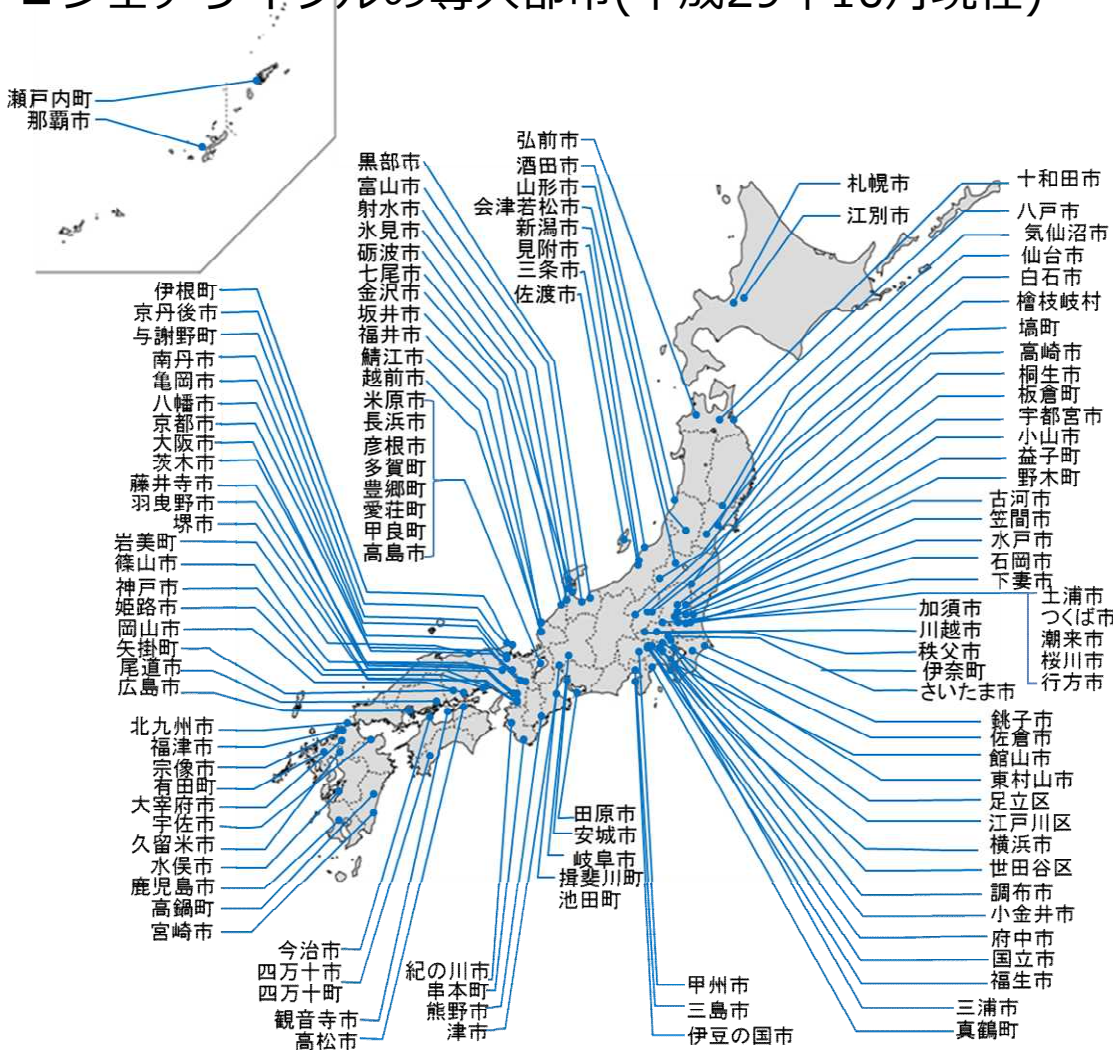 コミュニティサイクルの導入都市(平成29年10月現在)
瀬戸内町
那覇市
弘前市
酒田市
山形市
会津若松市
新潟市
見附市
三条市
佐渡市
黒部市
富山市
射水市
氷見市
砺波市
七尾市
金沢市
坂井市
福井市
鯖江市
越前市
米原市
長浜市
彦根市
多賀町
豊郷町
愛荘町
甲良町
高島市
札幌市
江別市
十和田市
八戸市
気仙沼市
仙台市
白石市
檜枝岐村
塙町
高崎市
桐生市
板倉町
宇都宮市
小山市
益子町
野木町
古河市
笠間市
水戸市
石岡市
下妻市
土浦市
つくば市
潮来市
桜川市
行方市
加須市
川越市
秩父市
伊奈町
さいたま市
銚子市
佐倉市
館山市
東村山市
足立区
江戸川区
横浜市
世田谷区
調布市
小金井市
府中市
国立市
福生市
三浦市
真鶴町
伊根町
京丹後市
与謝野町
南丹市
亀岡市
八幡市
京都市
大阪市
茨木市
藤井寺市
羽曳野市
堺市
岩美町
篠山市
神戸市
姫路市
岡山市
矢掛町
尾道市
広島市
北九州市
福津市
宗像市
有田町
大宰府市
宇佐市
久留米市
水俣市
鹿児島市
高鍋町
宮崎市
今治市
四万十市
四万十町
観音寺市
高松市
紀の川市
串本町
熊野市
津市
田原市
安城市
岐阜市
揖斐川町
池田町
甲州市
三島市
伊豆の国市